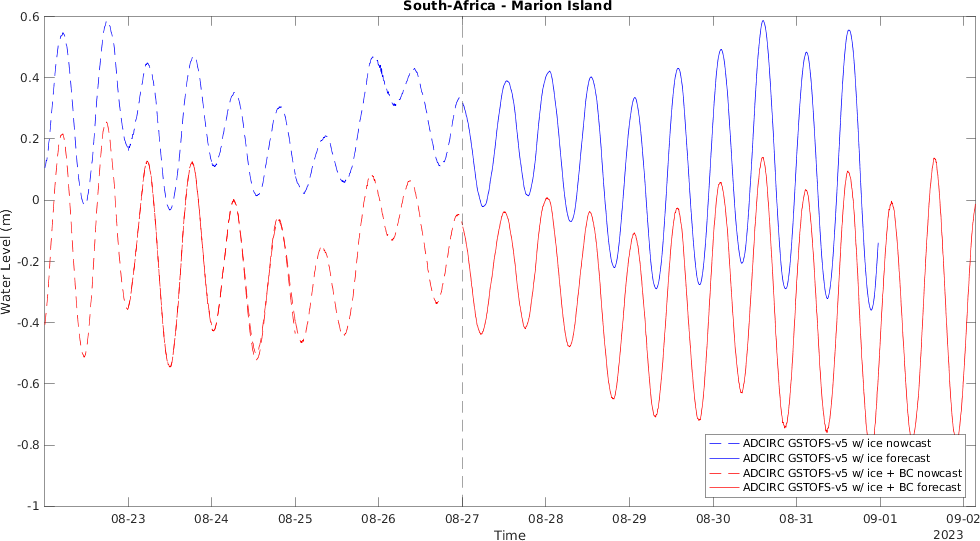 South-Africa - Marion Island
Water Level (m)
0.6
0.4
0.2
0
-0.2
-0.4
-0.6
-0.8
-1
ADCIRC GSTOFS-v5 w/ ice nowcast
ADCIRC GSTOFS-v5 w/ ice forecast
ADCIRC GSTOFS-v5 w/ ice + BC nowcast
ADCIRC GSTOFS-v5 w/ ice + BC forecast
08-23 08-24 08-25 08-26 08-27 08-28 08-29 08-30 08-31 09-01 09-02
Time
2023